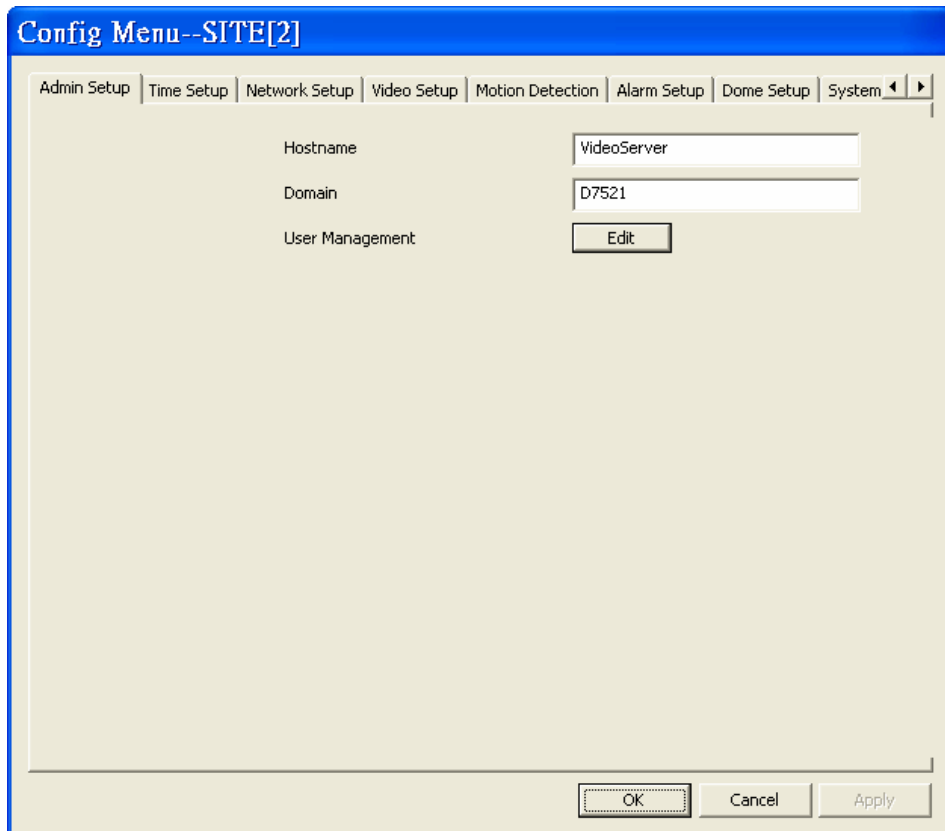 Config Menu--SITE[2]
Admin Setup Time Setup Network Setup Video Setup Motion Detection Alarm Setup Dome Setup System
Hostname VideoServer
Domain D7521
User Management Edit
OK Cancel Apply